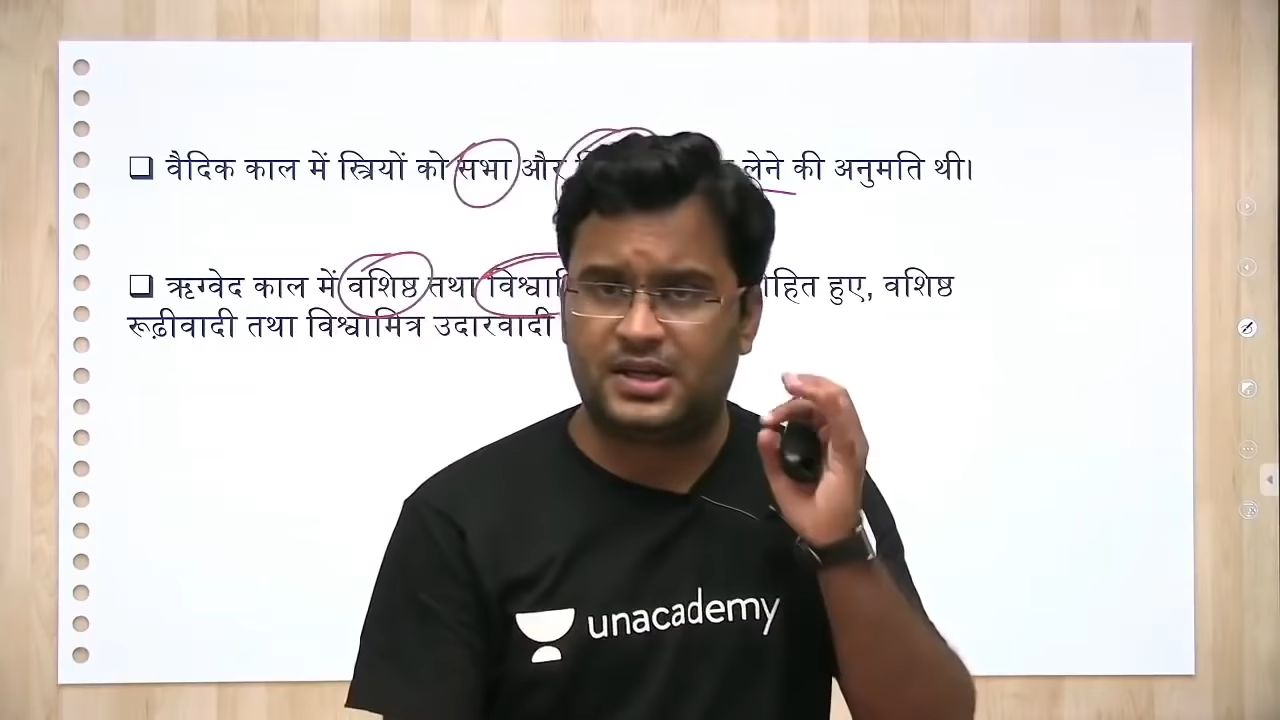 वैदिक काल में स्त्रियों को सभा और लेने की अनुमति थी।
ऋग्वेद काल में वशिष्ठ तथा हुए, वशिष्ठ
रूढ़ीवादी तथा विश्वामित्र उदारवादी
unacademy